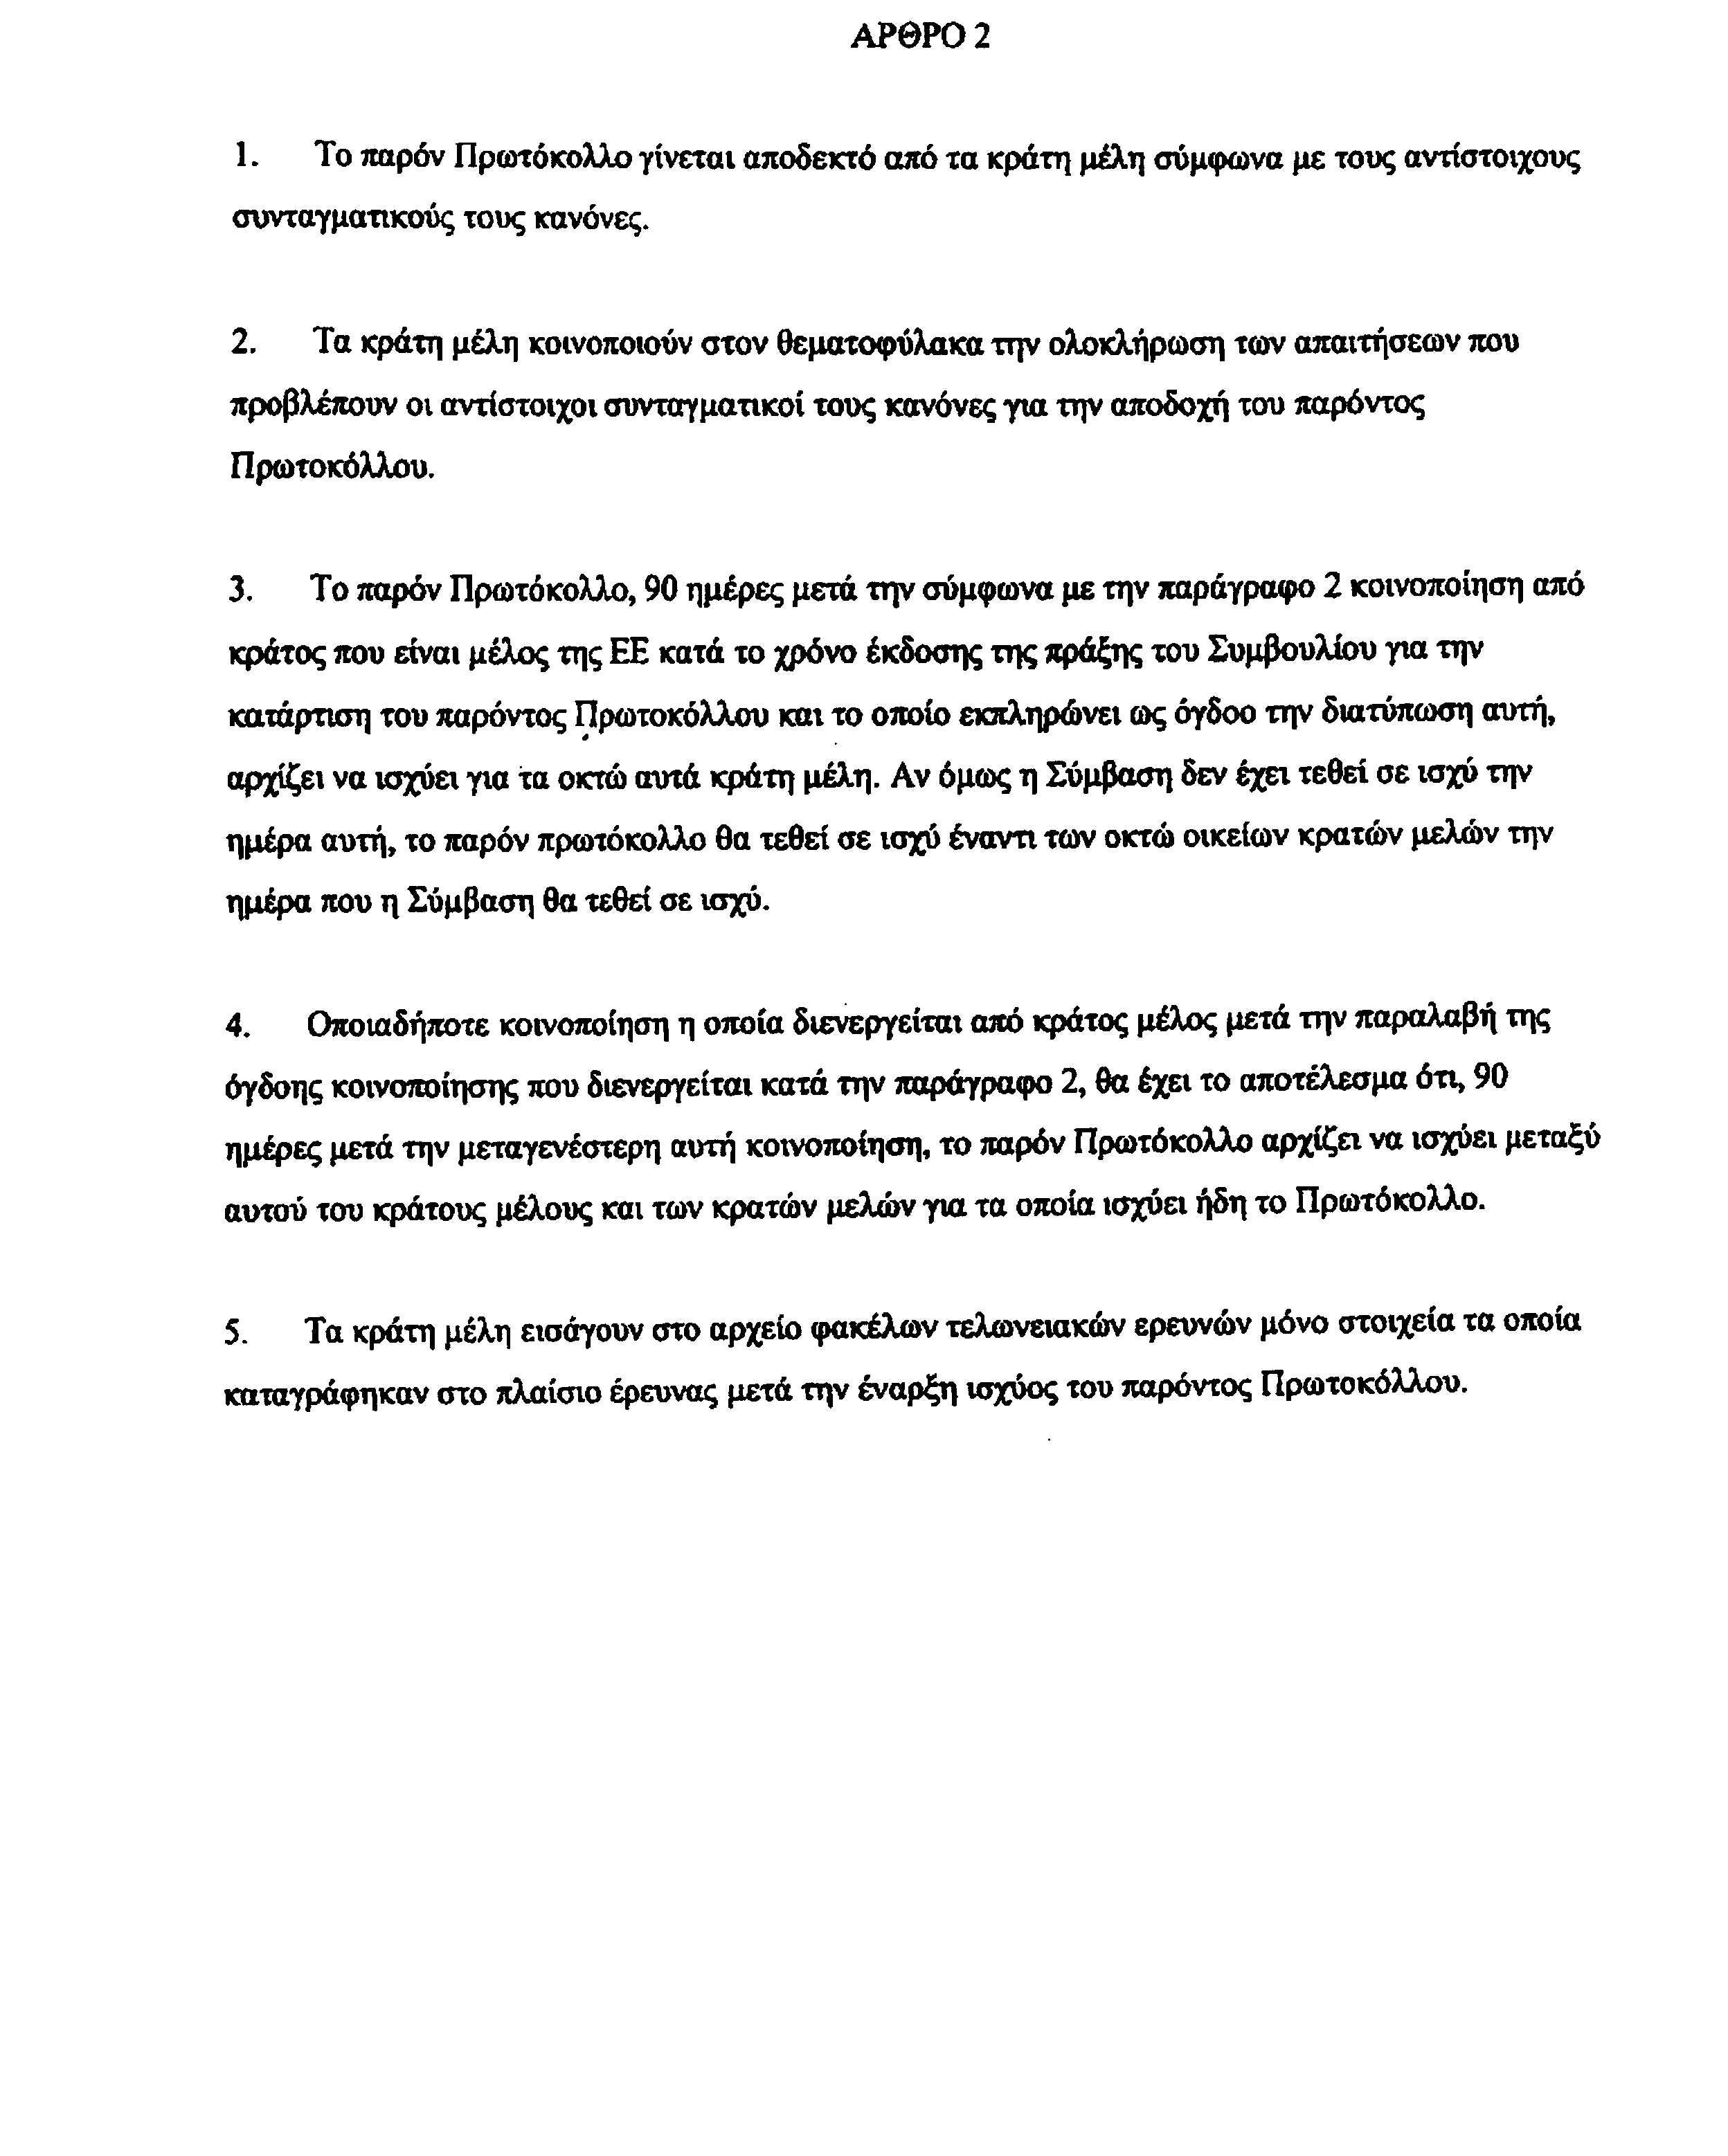 ΑΡΘΡΟ 2
1. Το παρόν Πρωτόκολλο γίνεται αποδεκτό από τα κράτη μέλη σύμφωνα με τους αντίστοιχους
συνταγματικούς τους κανόνες.
2. Τα κράτη μέλη κοινοποιούν στον θεματοφύλακα την ολοκλήρωση των απαιτήσεων που
προβλέπουν οι αντίστοιχοι συνταγματικοί τους κανόνες για την αποδοχή του παρόντος
Πρωτοκόλλου.
3. Το παρόν Πρωτόκολλο, 90 ημέρες μετά την σύμφωνα με την παράγραφο 2 κοινοποίηση από
κράτος που είναι μέλος της ΕΕ κατά το χρόνο έκδοσης της πράξης του Συμβουλίου για την
κατάρτιση του παρόντος Πρωτοκόλλου και το οποίο εκπληρώνει ως όγδοο την διατύπωση αυτή,
αρχίζει να ισχύει για τα οκτώ αυτά κράτη μέλη. Αν όμως η Σύμβαση δεν έχει τεθεί σε ισχύ την
ημέρα αυτή, το παρόν πρωτόκολλο θα τεθεί σε ισχύ έναντι των οκτώ οικείων κρατών μελών την
ημέρα που η Σύμβαση θα τεθεί σε ισχύ.
4. Οποιαδήποτε κοινοποίηση η οποία διενεργείται από κράτος μέλος μετά την παραλαβή της
όγδοης κοινοποίησης που διενεργείται κατά την παράγραφο 2, θα έχει το αποτέλεσμα ότι, 90
ημέρες μετά την μεταγενέστερη αυτή κοινοποίηση, το παρόν Πρωτόκολλο αρχίζει να ισχύει μεταξύ
αυτού του κράτους μέλους και των κρατών μελών για τα οποία ισχύει ήδη το Πρωτόκολλο.
5. Τα κράτη μέλη εισάγουν στο αρχείο φακέλων τελωνειακών ερευνών μόνο στοιχεία τα οποία
καταγράφηκαν στο πλαίσιο έρευνας μετά την έναρξη ισχύος του παρόντος Πρωτοκόλλου.